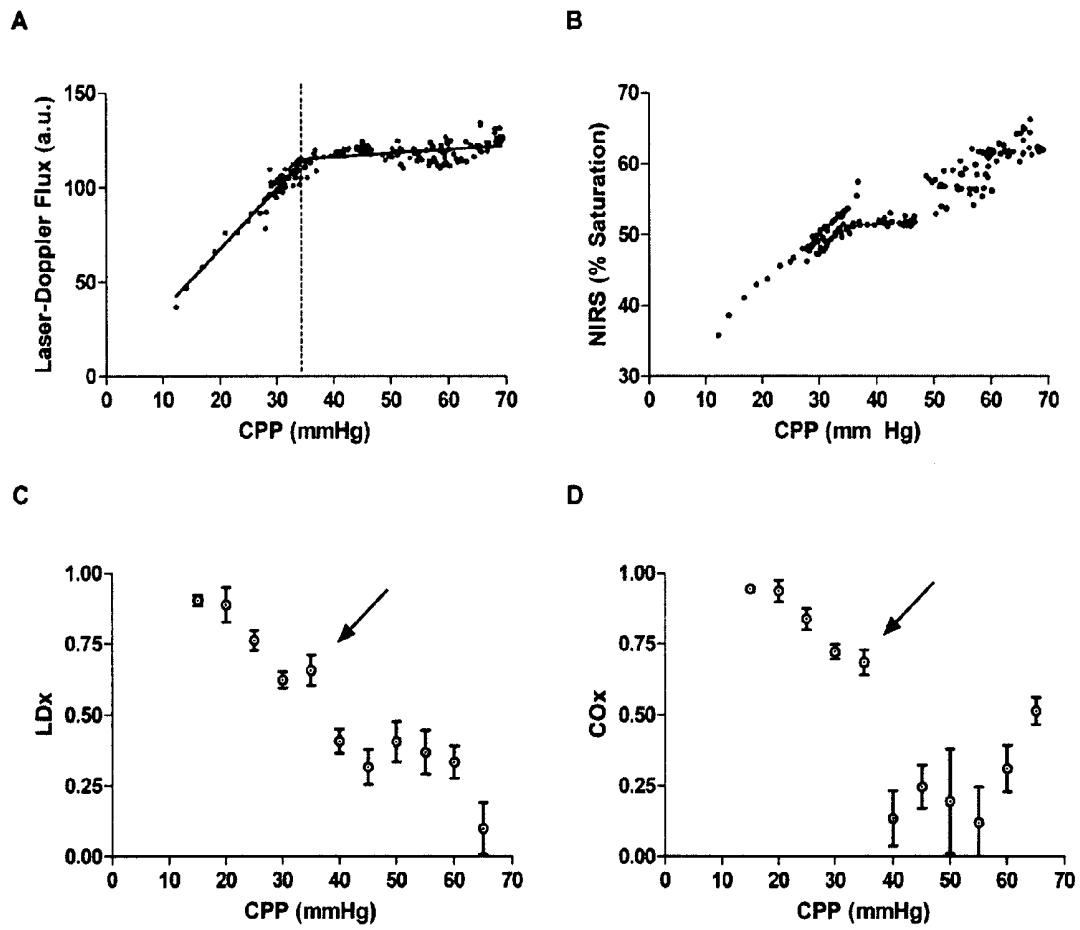 A
B
Laser-Doppler Flux (a.u.)
150
100
50
0
0 10 20 30 40 50 60 70
CPP (mmHg)
NIRS (% Saturation)
70
60
50
40
30
0 10 20 30 40 50 60 70
CPP (mm Hg)
C
D
LDx
1.00
0.75
0.50
0.25
0.00
0 10 20 30 40 50 60 70
CPP (mmHg)
COx
1.00
0.75
0.50
0.25
0.00
0 10 20 30 40 50 60 70
CPP (mmHg)